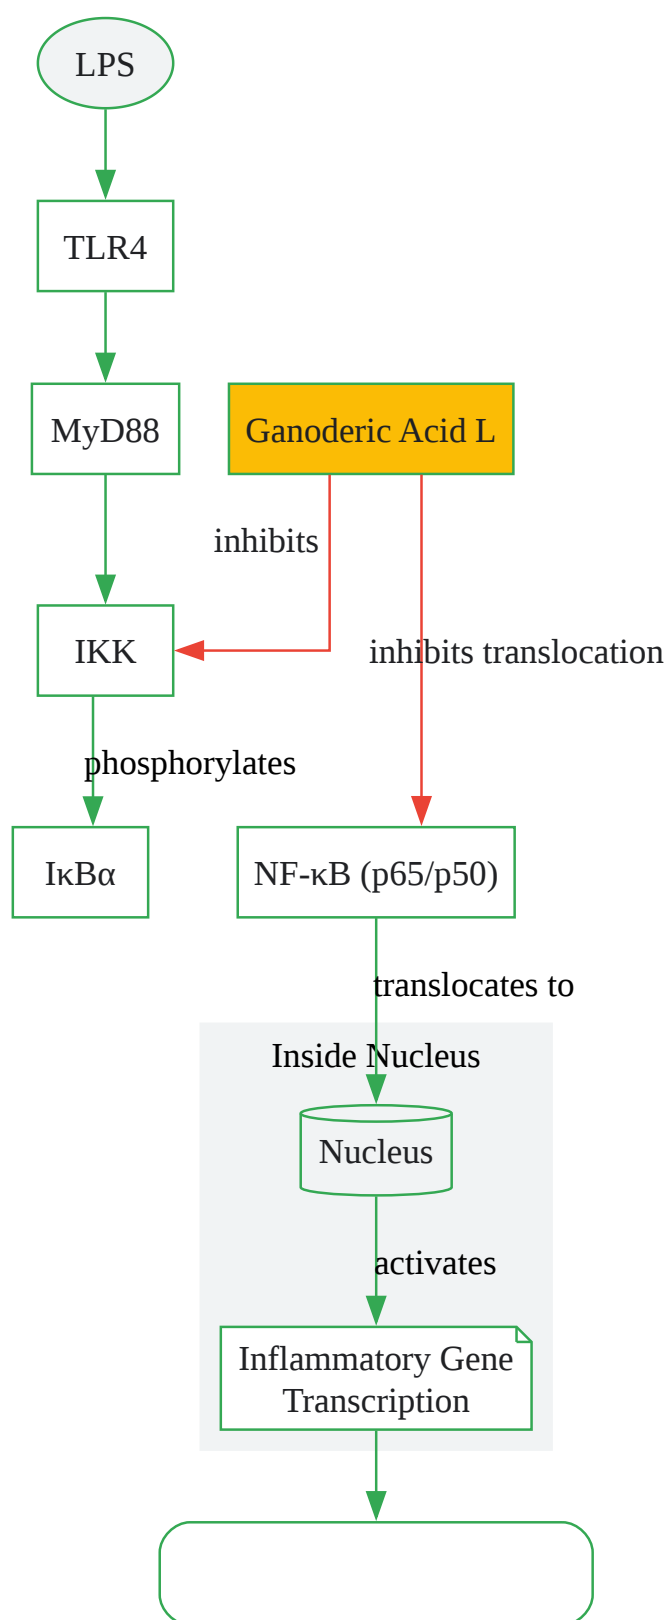 LPS
TLR4
MyD88
Ganoderic Acid L
inhibits
IKK
inhibits translocation
phosphorylates
IκBα
NF-κB (p65/p50)
translocates to
Inside Nucleus
Nucleus
activates
Inflammatory Gene
Transcription